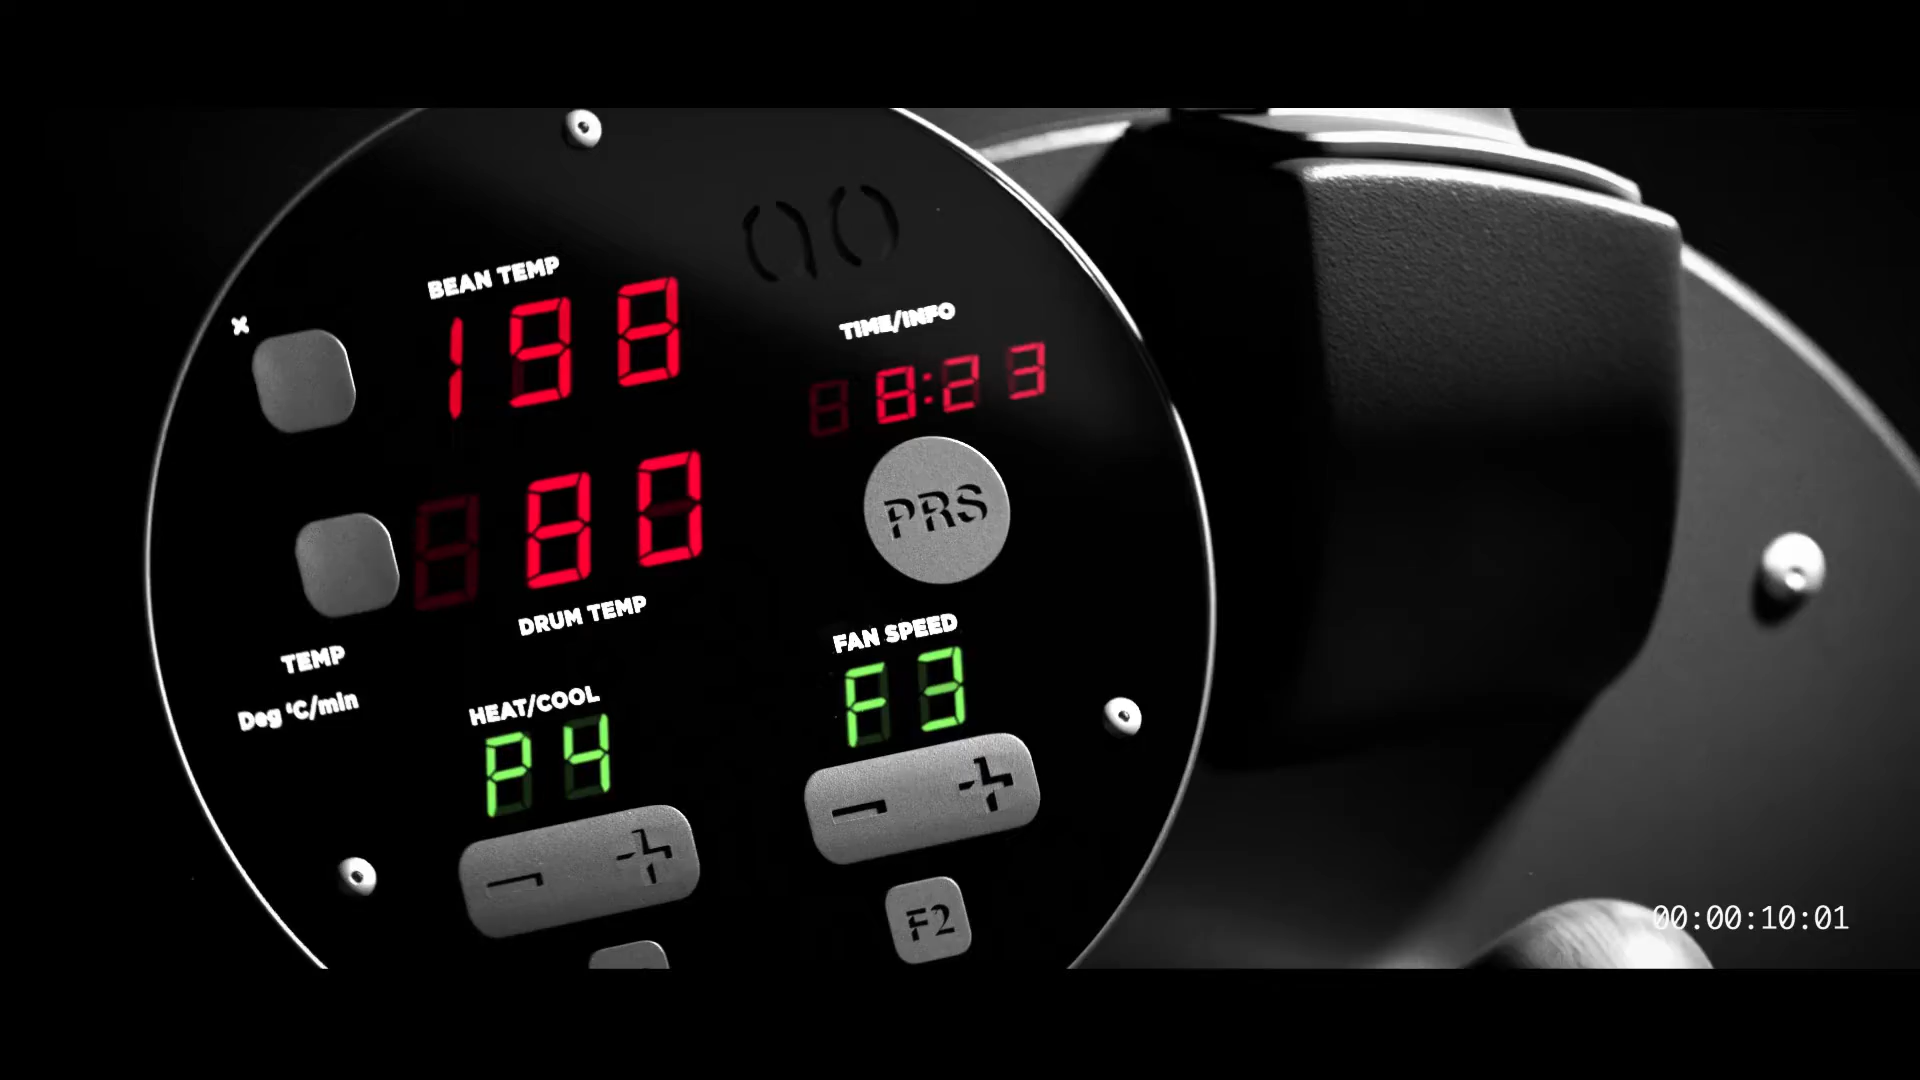 BEAN TEMP
198
TIME/INFO
8:23
80
PRS
DRUM TEMP
TEMP
Deg °C/min
FAN SPEED
F3
HEAT/COOL
P4
- +
- +
F2
00:00:10:01